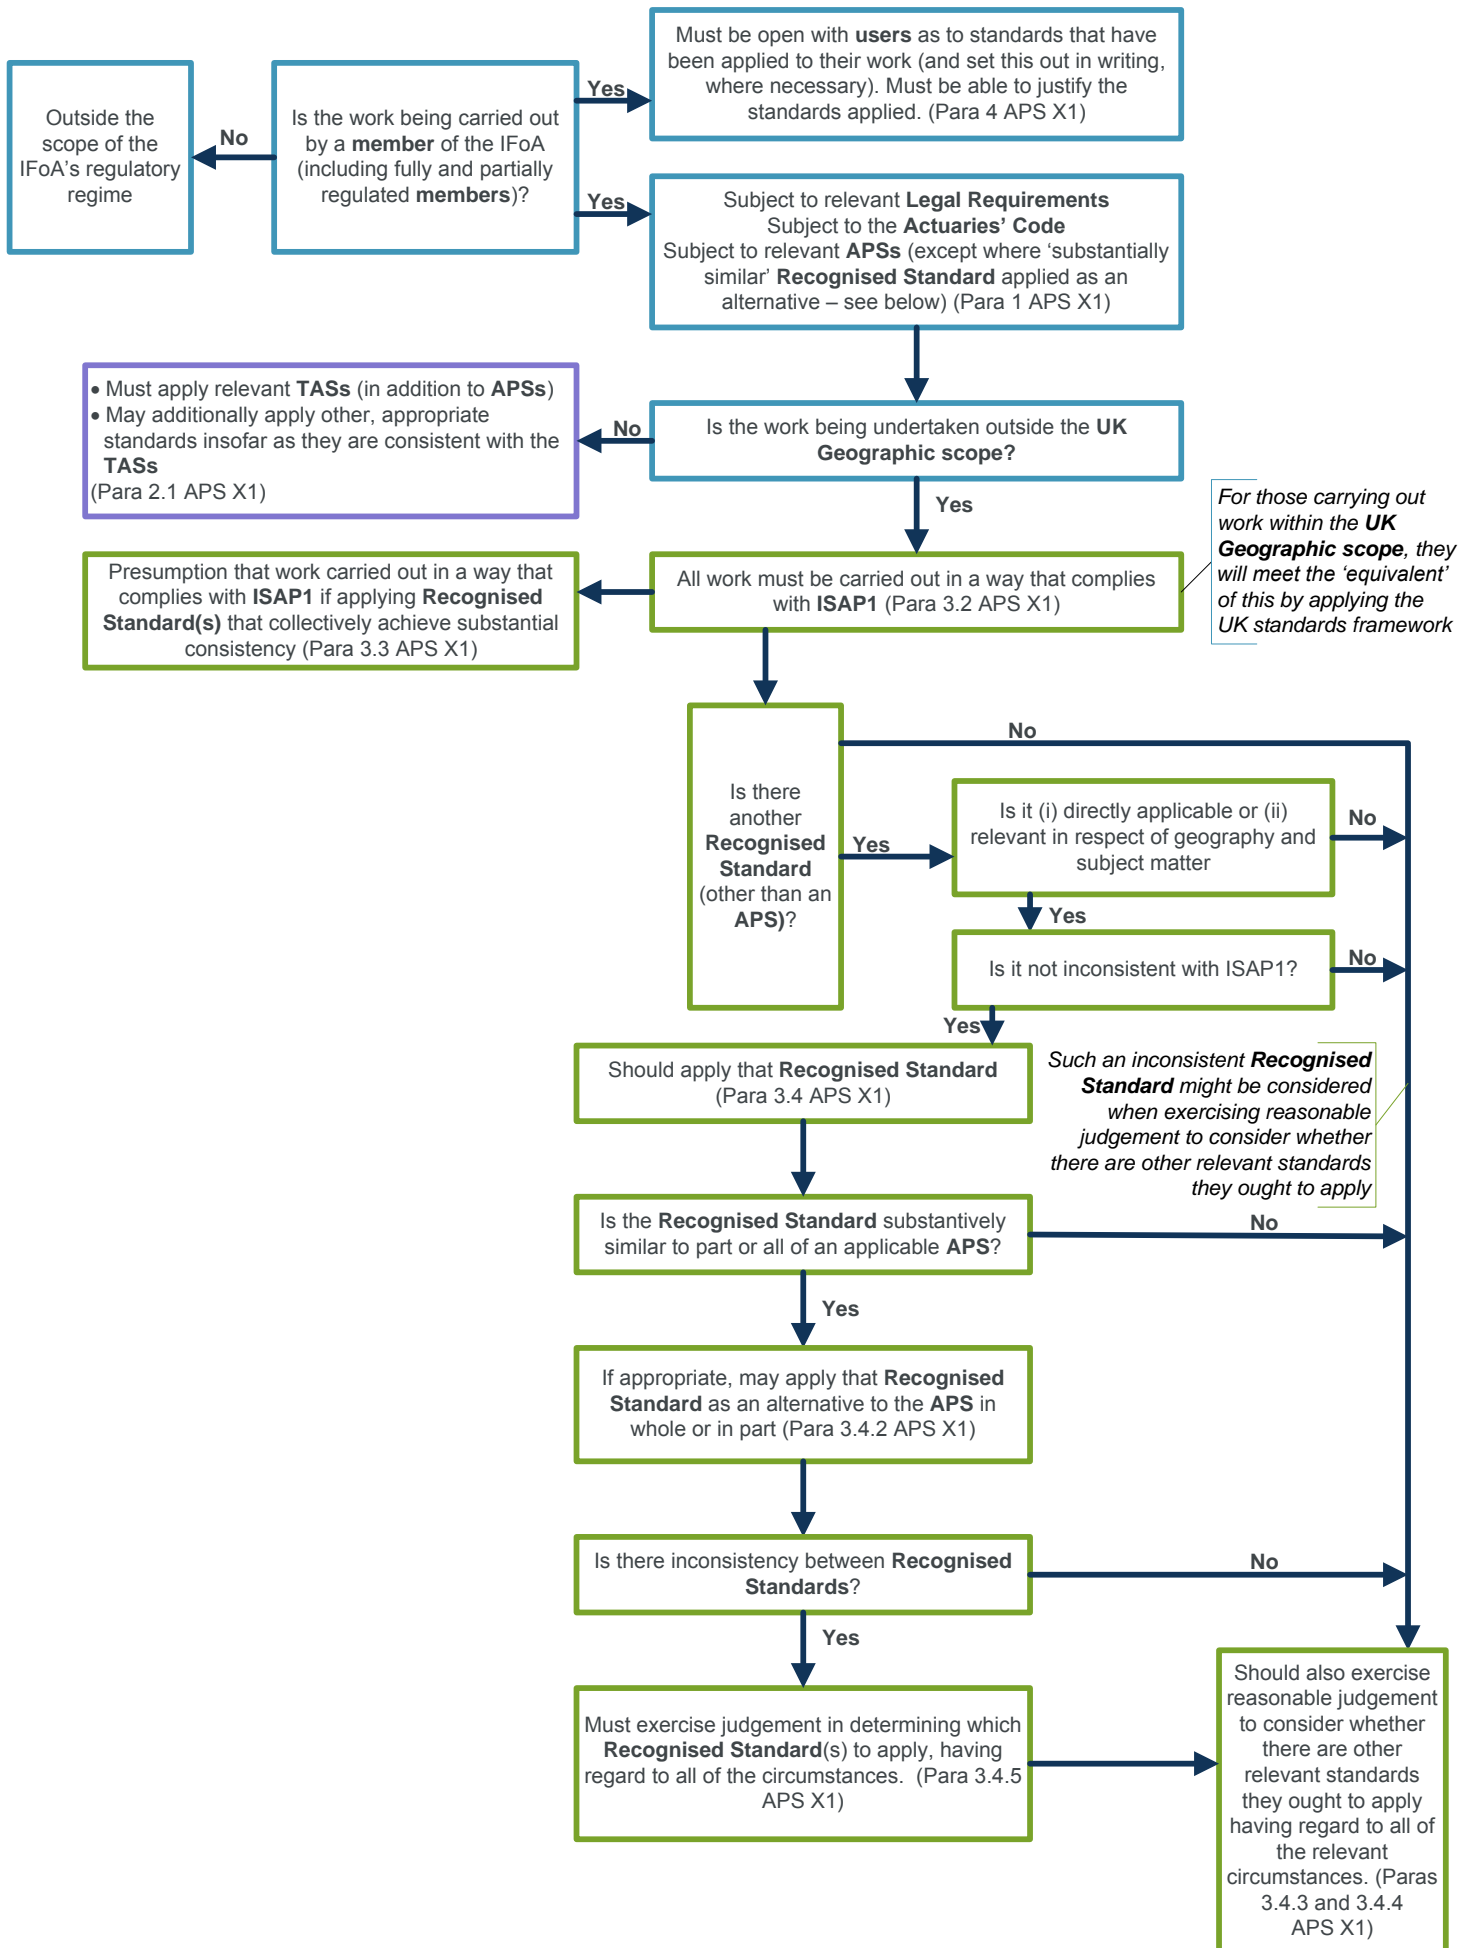 Must be open with users as to standards that have
been applied to their work (and set this out in writing,
where necessary). Must be able to justify the
standards applied. (Para 4 APS X1)
Yes
Outside the
scope of the
IFoA's regulatory
regime
No
Is the work being carried out
by a member of the IFoA
(including fully and partially
regulated members)?
Yes
Subject to relevant Legal Requirements
Subject to the Actuaries' Code
Subject to relevant APSs (except where 'substantially
similar' Recognised Standard applied as an
alternative – see below) (Para 1 APS X1)
• Must apply relevant TASs (in addition to APSs)
• May additionally apply other, appropriate
standards insofar as they are consistent with the
TASs
(Para 2.1 APS X1)
No
Is the work being undertaken outside the UK
Geographic scope?
Yes
For those carrying out
work within the UK
Geographic scope, they
will meet the 'equivalent'
of this by applying the
UK standards framework
Presumption that work carried out in a way that
complies with ISAP1 if applying Recognised
Standard(s) that collectively achieve substantial
consistency (Para 3.3 APS X1)
All work must be carried out in a way that complies
with ISAP1 (Para 3.2 APS X1)
No
Is there
another
Recognised
Standard
(other than an
APS)?
Yes
Is it (i) directly applicable or (ii)
relevant in respect of geography and
subject matter
No
Yes
Is it not inconsistent with ISAP1?
No
Yes
Should apply that Recognised Standard
(Para 3.4 APS X1)
Such an inconsistent Recognised
Standard might be considered
when exercising reasonable
judgement to consider whether
there are other relevant standards
they ought to apply
Is the Recognised Standard substantively
similar to part or all of an applicable APS?
No
Yes
If appropriate, may apply that Recognised
Standard as an alternative to the APS in
whole or in part (Para 3.4.2 APS X1)
Is there inconsistency between Recognised
Standards?
No
Yes
Must exercise judgement in determining which
Recognised Standard(s) to apply, having
regard to all of the circumstances.  (Para 3.4.5
APS X1)
Should also exercise
reasonable judgement
to consider whether
there are other
relevant standards
they ought to apply
having regard to all of
the relevant
circumstances. (Paras
3.4.3 and 3.4.4
APS X1)